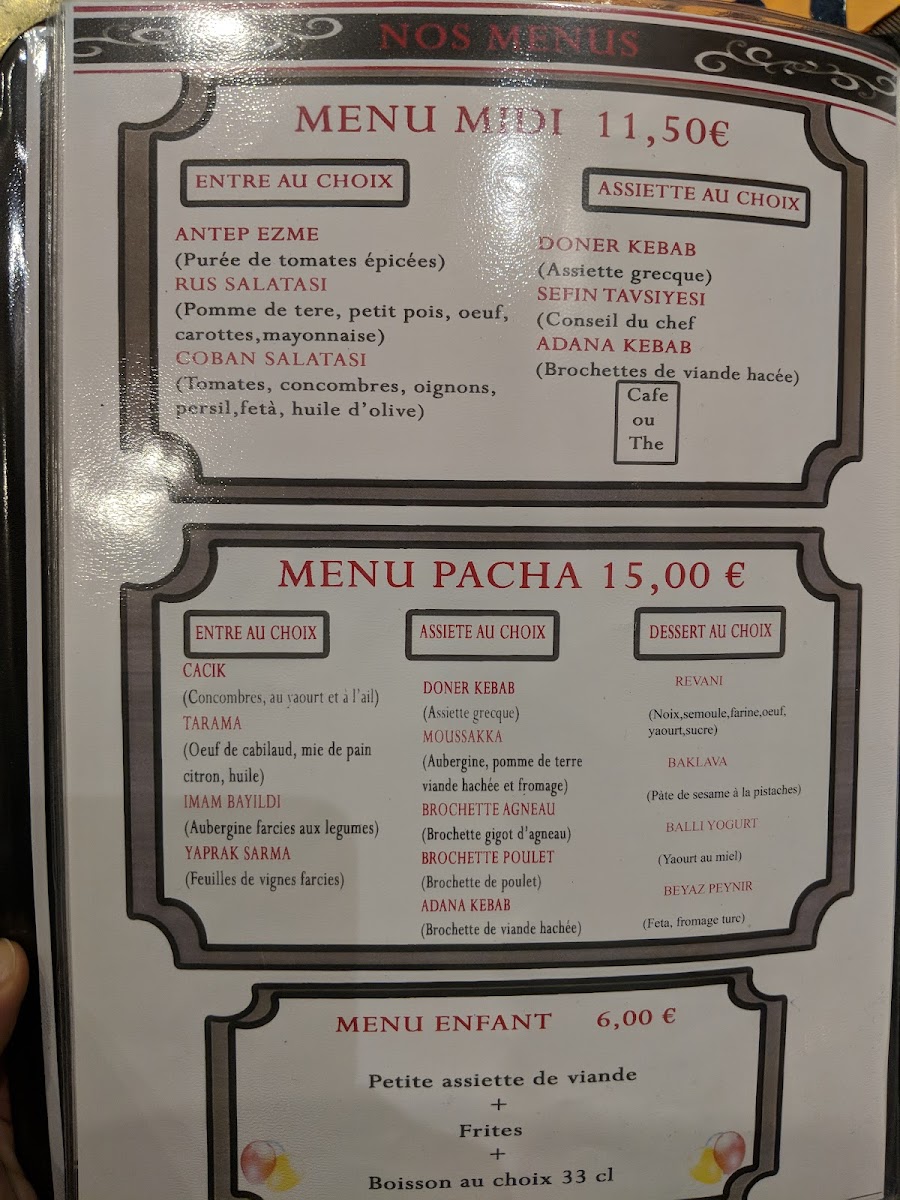 NOS MENUS
MENU MIDI 11,50€
ENTRE AU CHOIX
ANTEP EZME
(Purée de tomates épicées)
RUS SALATASI
(Pomme de tere, petit pois, oeuf,
carottes,mayonnaise)
COBAN SALATASI
(Tomates, concombres, oignons,
persil,fetà, huile d'olive)
ASSIETTE AU CHOIX
DONER KEBAB
(Assiette grecque)
SEFIN TAVSIYESI
(Conseil du chef
ADANA KEBAB
(Brochettes de viande hacée)
Cafe
ou
The
MENU PACHA 15,00 €
ENTRE AU CHOIX
CACIK
(Concombres, au yaourt et à l'ail)
TARAMA
(Oeuf de cabilaud, mie de pain
citron, huile)
IMAM BAYILDI
(Aubergine farcies aux legumes)
YAPRAK SARMA
(Feuilles de vignes farcies)
ASSIETE AU CHOIX
DONER KEBAB
(Assiette grecque)
MOUSSAKKA
(Aubergine, pomme de terre
viande hachée et fromage)
BROCHETTE AGNEAU
(Brochette gigot d'agneau)
BROCHETTE POULET
(Brochette de poulet)
ADANA KEBAB
(Brochette de viande hachée)
DESSERT AU CHOIX
REVANI
(Noix,semoule,farine,oeuf,
yaourt,sucre)
BAKLAVA
(Pâte de sesame à la pistaches)
BALLI YOGURT
(Yaourt au miel)
BEYAZ PEYNIR
(Feta, fromage turc)
MENU ENFANT 6,00 €
Petite assiette de viande
+
Frites
+
Boisson au choix 33 cl